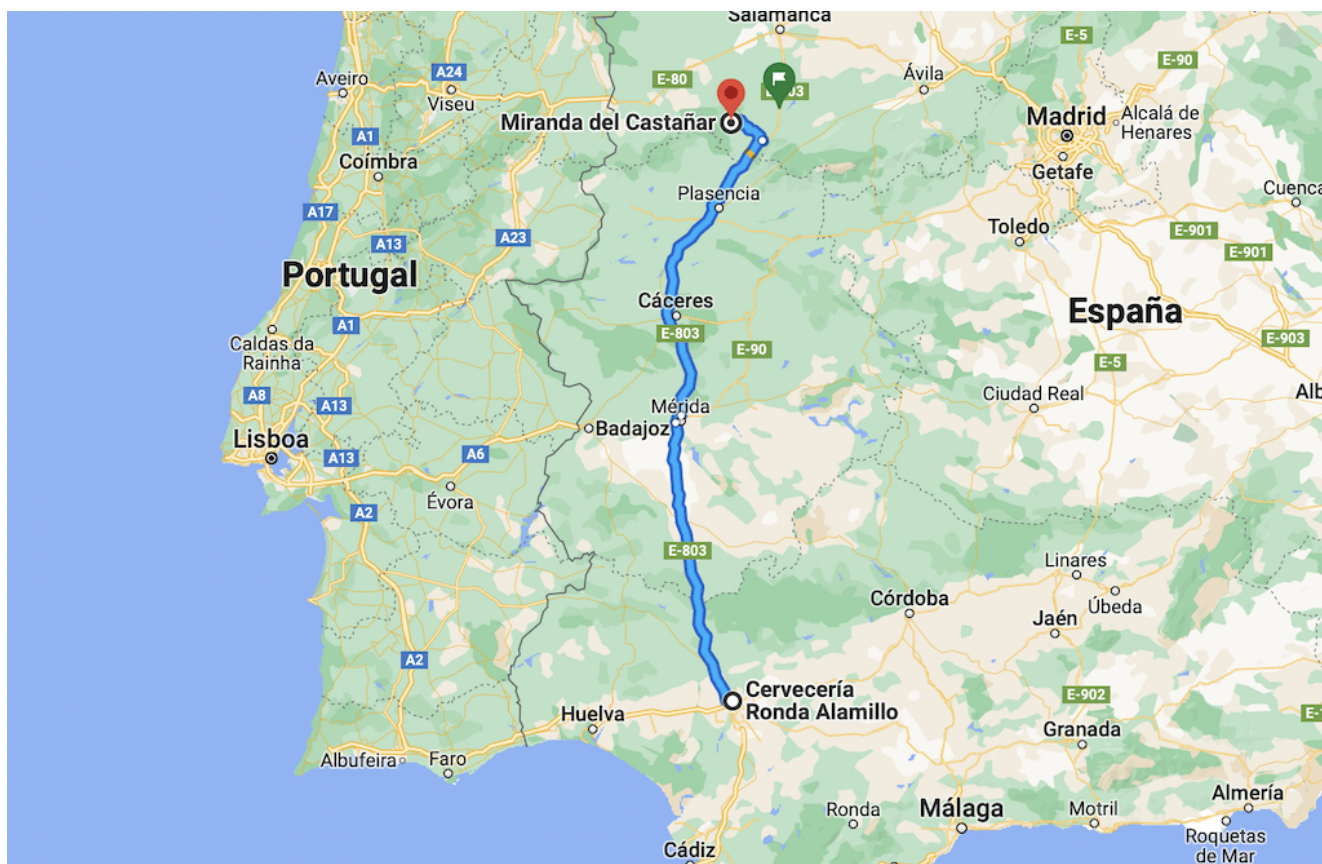 Salamanca
Aveiro
A24
Viseu
E-80
E-803
Ávila
E-5
E-90
Miranda del Castañar
Madrid
Alcalá de
Henares
A1
Coímbra
Getafe
Plasencia
Cuenca
A17
A13
A23
Toledo
E-901
E-901
Portugal
Cáceres
España
A1
E-803
E-90
E-903
Caldas da
Rainha
E-5
A8
A13
Ciudad Real
Alb
Mérida
Lisboa
Badajoz
A13
A6
Évora
A2
E-803
Linares
Córdoba
Úbeda
Jaén
A2
Cervecería
Ronda Alamillo
E-902
Huelva
E-1
Granada
Albufeira
Faro
Almería
Ronda
Málaga
Motril
Roquetas
de Mar
Cádiz